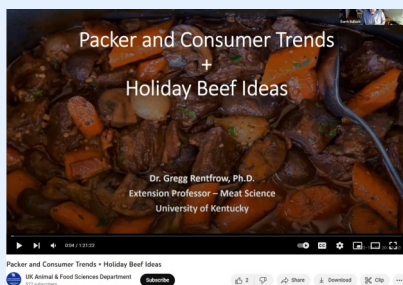 Packer and Consumer Trends
+
Holiday Beef Ideas
Dr. Gregg Rentfrow, Ph.D.
Extension Professor – Meat Science
University of Kentucky
0:04 / 1:21:22
Packer and Consumer Trends + Holiday Beef Ideas
UK Animal & Food Sciences Department
Subscribe
2
Share
Download
Clip